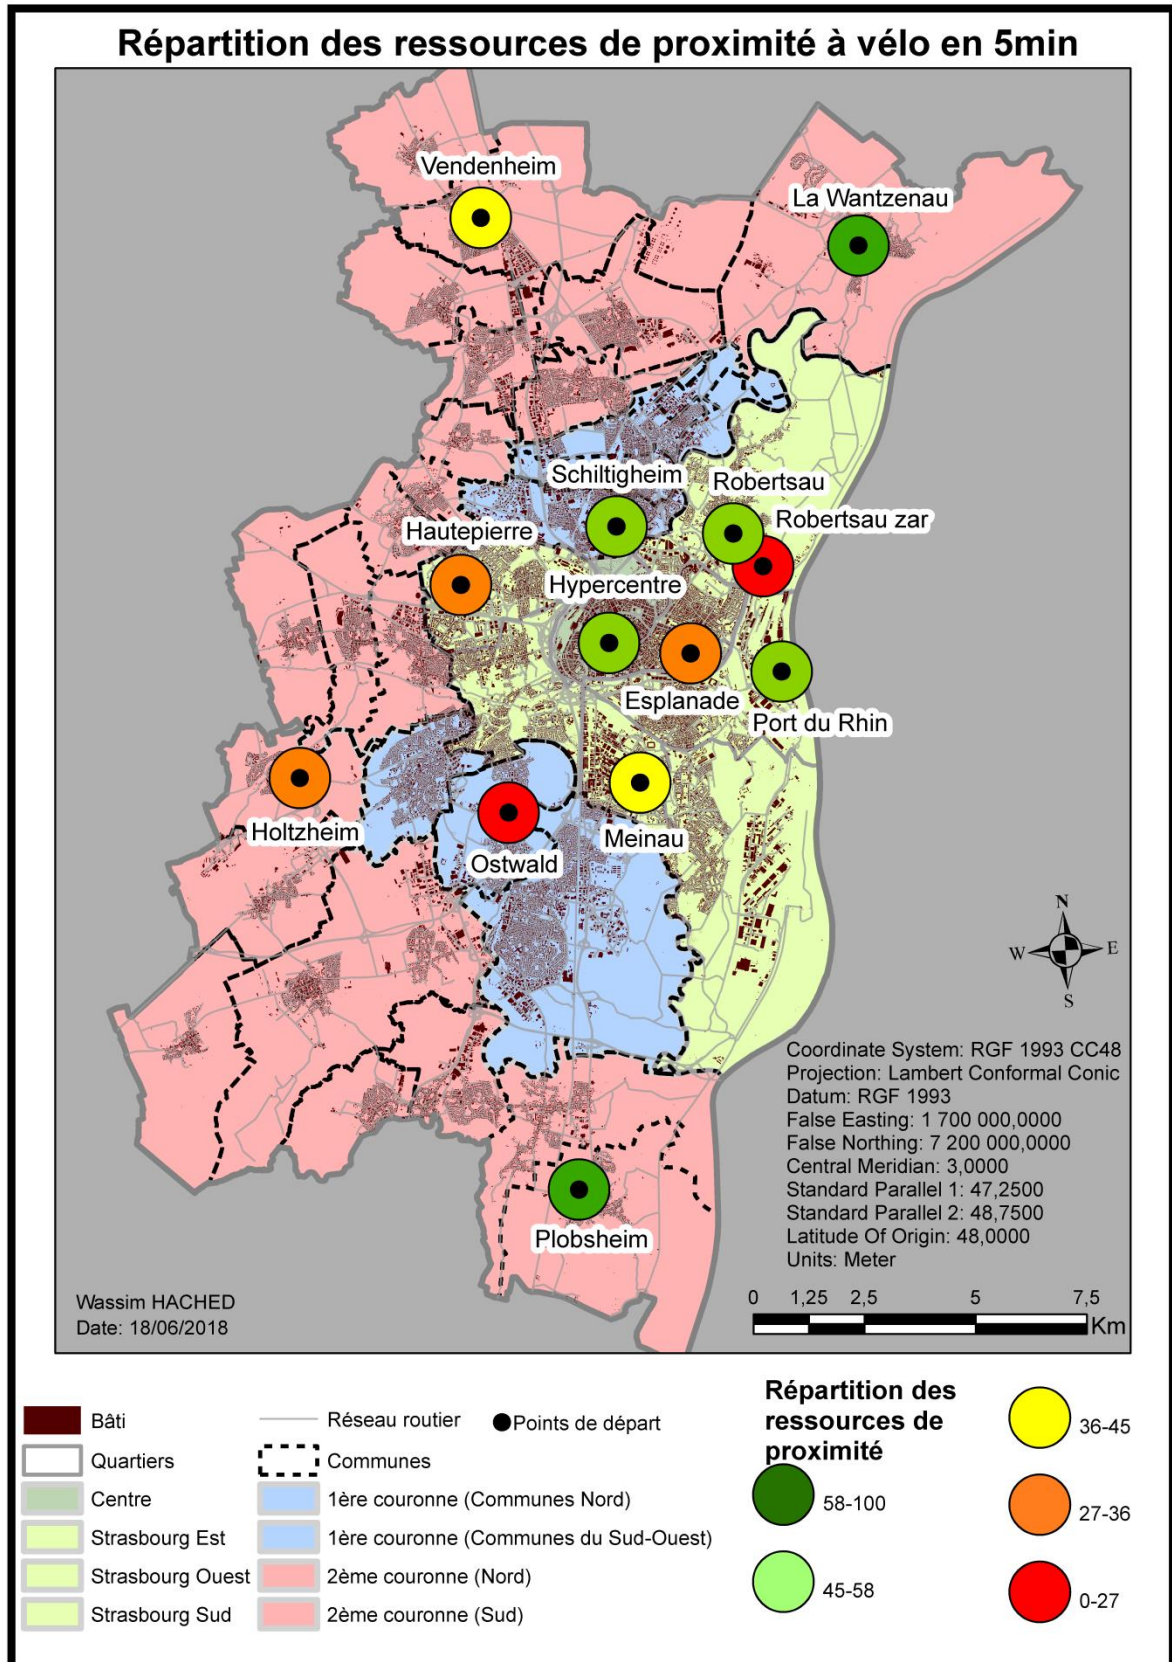 Répartition des ressources de proximité à vélo en 5min
Vendenheim
La Wantzenau
Schiltigheim
Robertsau
Robertsau zar
Hautepierre
Hypercentre
Esplanade
Port du Rhin
Holtzheim
Ostwald
Meinau
Plobsheim
N
W
E
S
Coordinate System: RGF 1993 CC48
Projection: Lambert Conformal Conic
Datum: RGF 1993
False Easting: 1 700 000,0000
False Northing: 7 200 000,0000
Central Meridian: 3,0000
Standard Parallel 1: 47,2500
Standard Parallel 2: 48,7500
Latitude Of Origin: 48,0000
Units: Meter
0 1,25 2,5 5 7,5
Km
Wassim HACHED
Date: 18/06/2018
Bâti
Quartiers
Centre
Strasbourg Est
Strasbourg Ouest
Strasbourg Sud
Réseau routier
Communes
1ère couronne (Communes Nord)
1ère couronne (Communes du Sud-Ouest)
2ème couronne (Nord)
2ème couronne (Sud)
Points de départ
Répartition des
ressources de
proximité
58-100
45-58
36-45
27-36
0-27